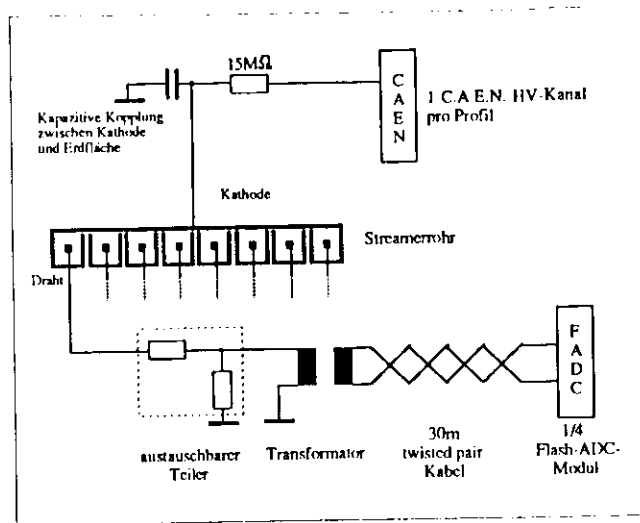 15MΩ
C
A
E
N
1 C.A.E.N. HV-Kanal
pro Profil
Kapazitive Kopplung
zwischen Kathode
und Erdfläche
Kathode
Streamerrohr
Draht
F
A
D
C
austauschbarer
Teiler
Transformator
30m
twisted pair
Kabel
1/4
Flash-ADC-
Modul